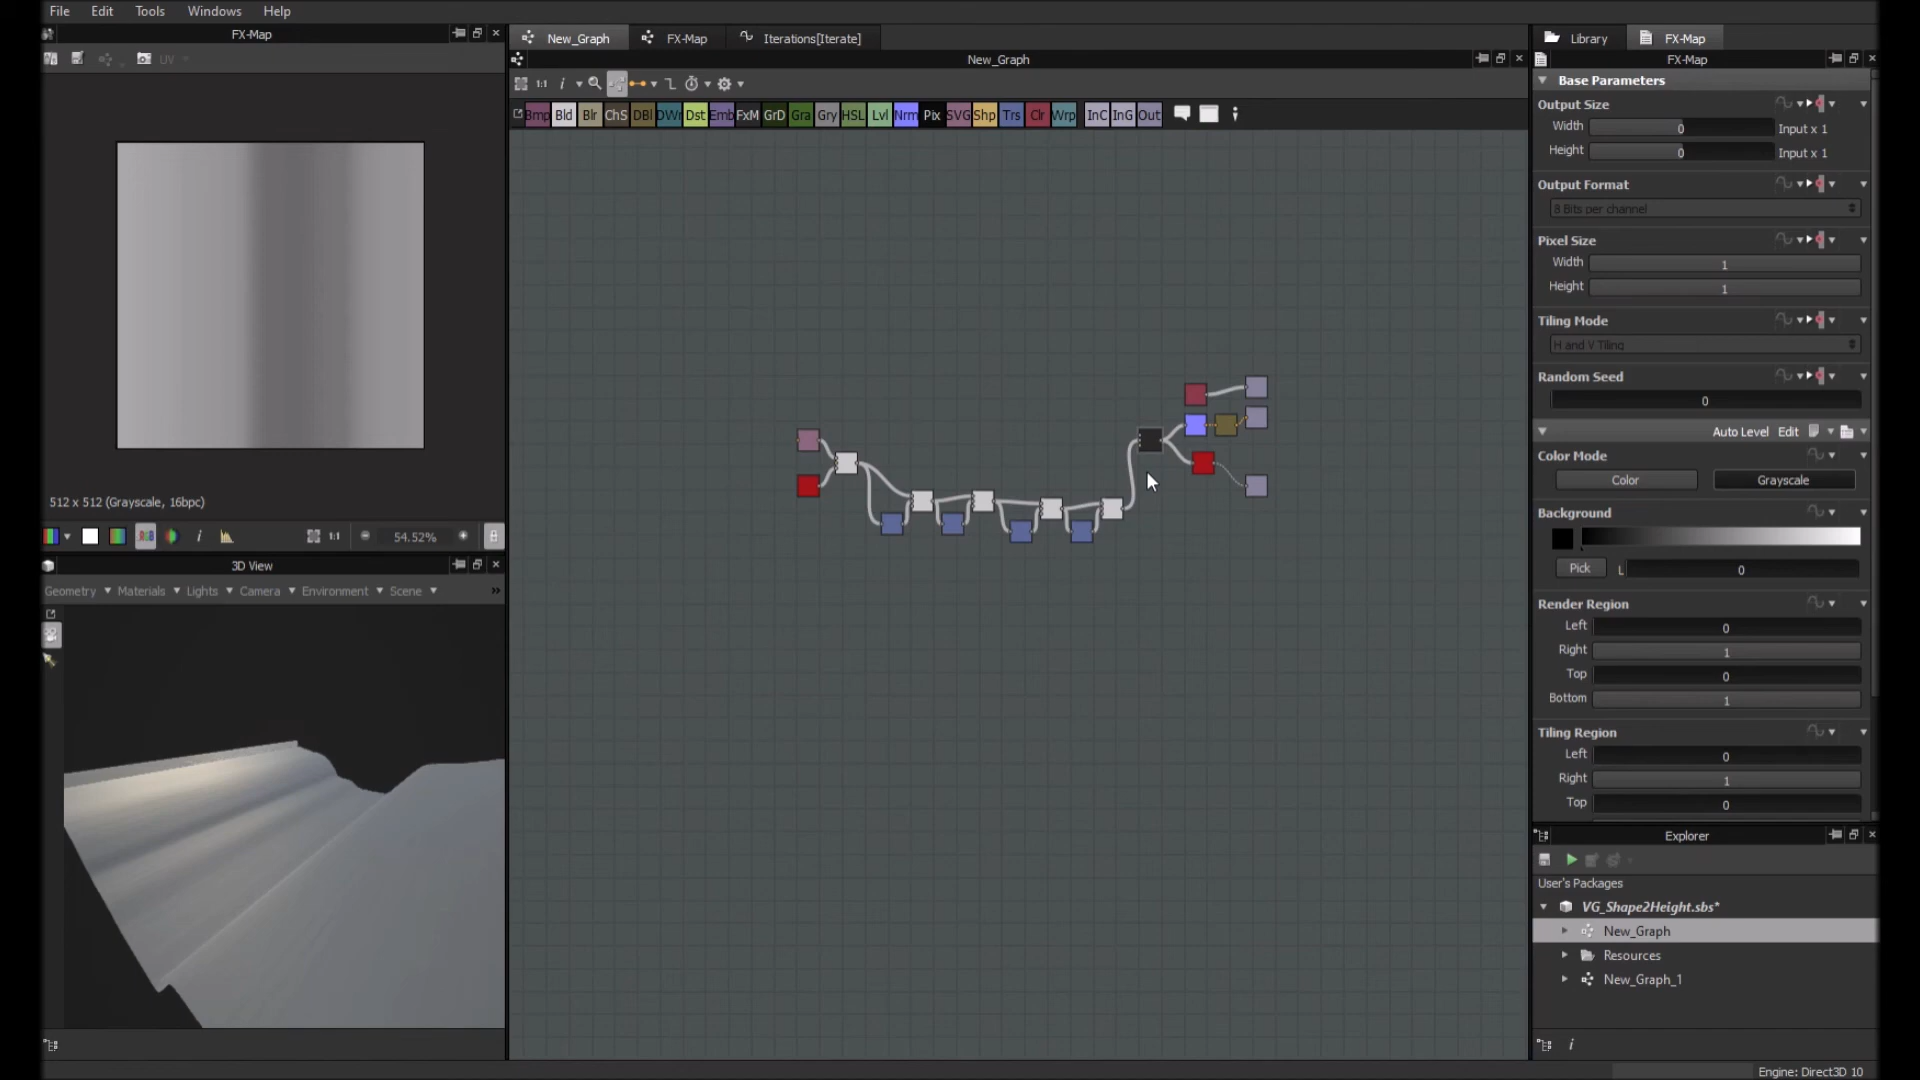 File Edit Tools Windows Help
FX-Map
UV
512 x 512 (Grayscale, 16bpc)
1:1
54.52%
3D View
Geometry Materials Lights Camera Environment Scene
New_Graph FX-Map Iterations[Iterate]
New_Graph
1:1
Bmp Bld Blr ChS DBl DWr Dst Emb FxM GrD Gra Gry HSL Lvl Nrm Pix SVG Shp Trs Clr Wrp InC InG Out
Library FX-Map
FX-Map
Base Parameters
Output Size
Width 0 Input x 1
Height 0 Input x 1
Output Format
8 Bits per channel
Pixel Size
Width 1
Height 1
Tiling Mode
H and V Tiling
Random Seed
0
Auto Level Edit
Color Mode
Color Grayscale
Background
Pick L 0
Render Region
Left 0
Right 1
Top 0
Bottom 1
Tiling Region
Left 0
Right 1
Top 0
Explorer
User's Packages
VG_Shape2Height.sbs*
New_Graph
Resources
New_Graph_1
Engine: Direct3D 10